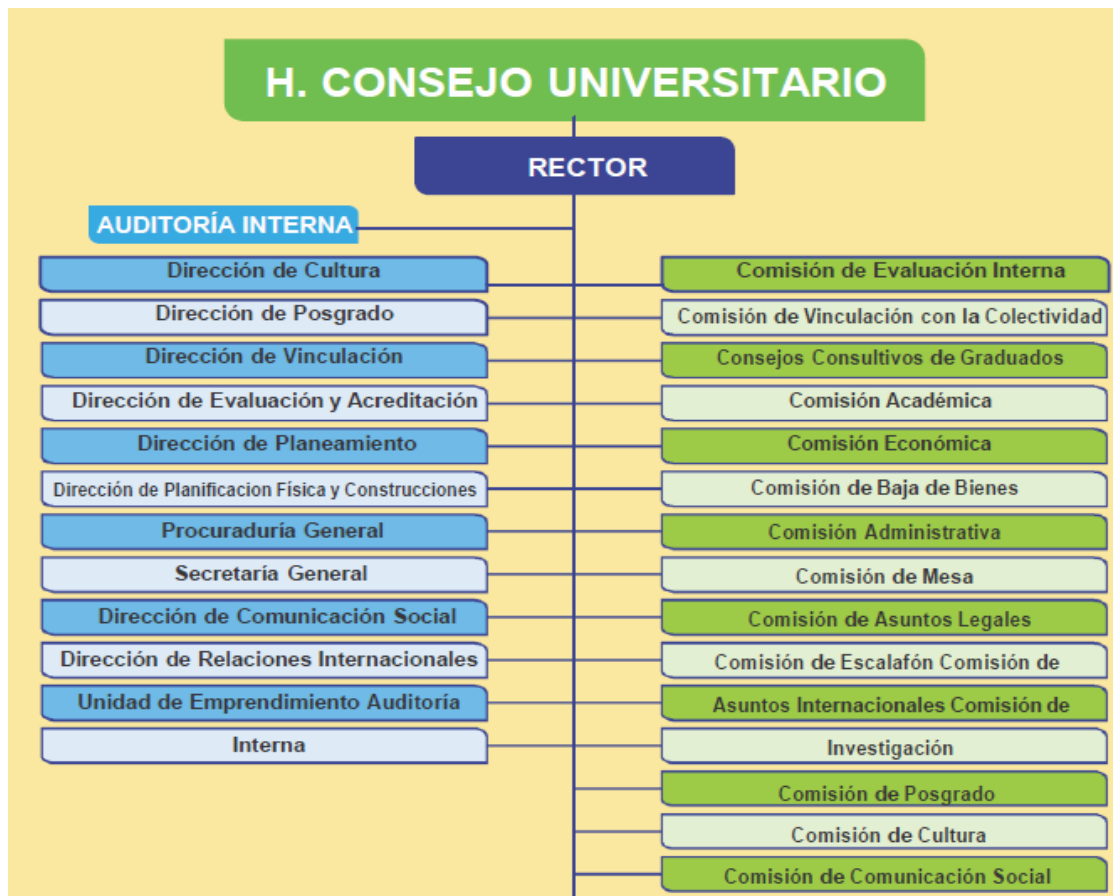 H. CONSEJO UNIVERSITARIO
RECTOR
AUDITORÍA INTERNA
Dirección de Cultura
Dirección de Posgrado
Dirección de Vinculación
Dirección de Evaluación y Acreditación
Dirección de Planeamiento
Dirección de Planificacion Física y Construcciones
Procuraduría General
Secretaría General
Dirección de Comunicación Social
Dirección de Relaciones Internacionales
Unidad de Emprendimiento Auditoría
Interna
Comisión de Evaluación Interna
Comisión de Vinculación con la Colectividad
Consejos Consultivos de Graduados
Comisión Académica
Comisión Económica
Comisión de Baja de Bienes
Comisión Administrativa
Comisión de Mesa
Comisión de Asuntos Legales
Comisión de Escalafón Comisión de
Asuntos Internacionales Comisión de
Investigación
Comisión de Posgrado
Comisión de Cultura
Comisión de Comunicación Social